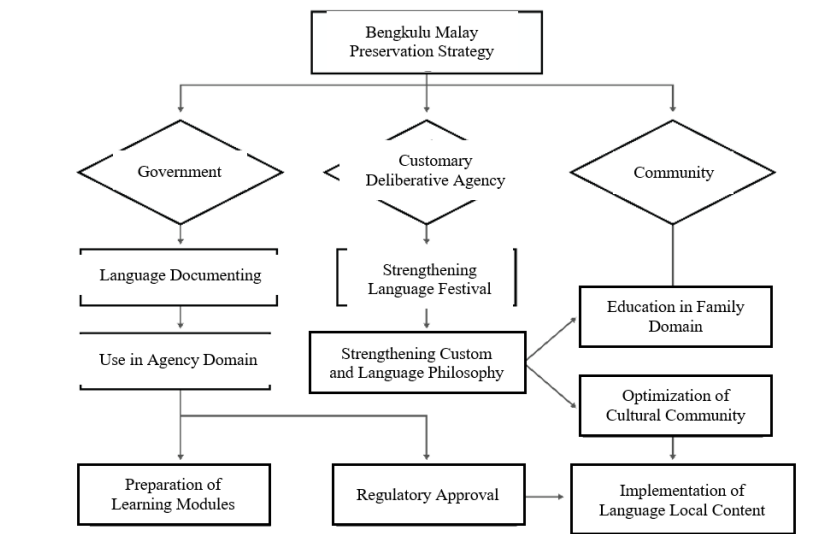 Bengkulu Malay
Preservation Strategy
Government
Customary
Deliberative Agency
Community
Language Documenting
Strengthening
Language Festival
Education in Family
Domain
Use in Agency Domain
Strengthening Custom
and Language Philosophy
Optimization of
Cultural Community
Preparation of
Learning Modules
Regulatory Approval
Implementation of
Language Local Content